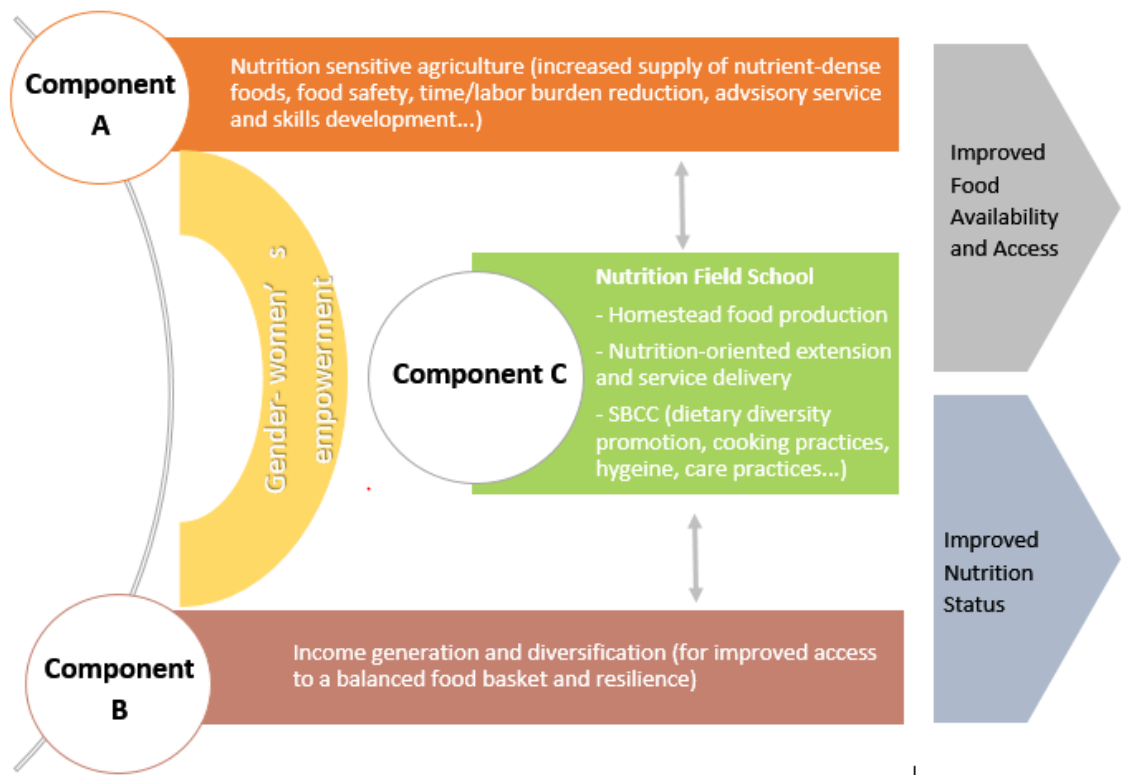 Component
A
Nutrition sensitive agriculture (increased supply of nutrient-dense
foods, food safety, time/labor burden reduction, advsisory service
and skills development...)
Improved
Food
Availability
and Access
Gender- women's
empowerment
Component C
Nutrition Field School
- Homestead food production
- Nutrition-oriented extension
and service delivery
- SBCC (dietary diversity
promotion, cooking practices,
hygeine, care practices...)
Improved
Nutrition
Status
Component
B
Income generation and diversification (for improved access
to a balanced food basket and resilience)